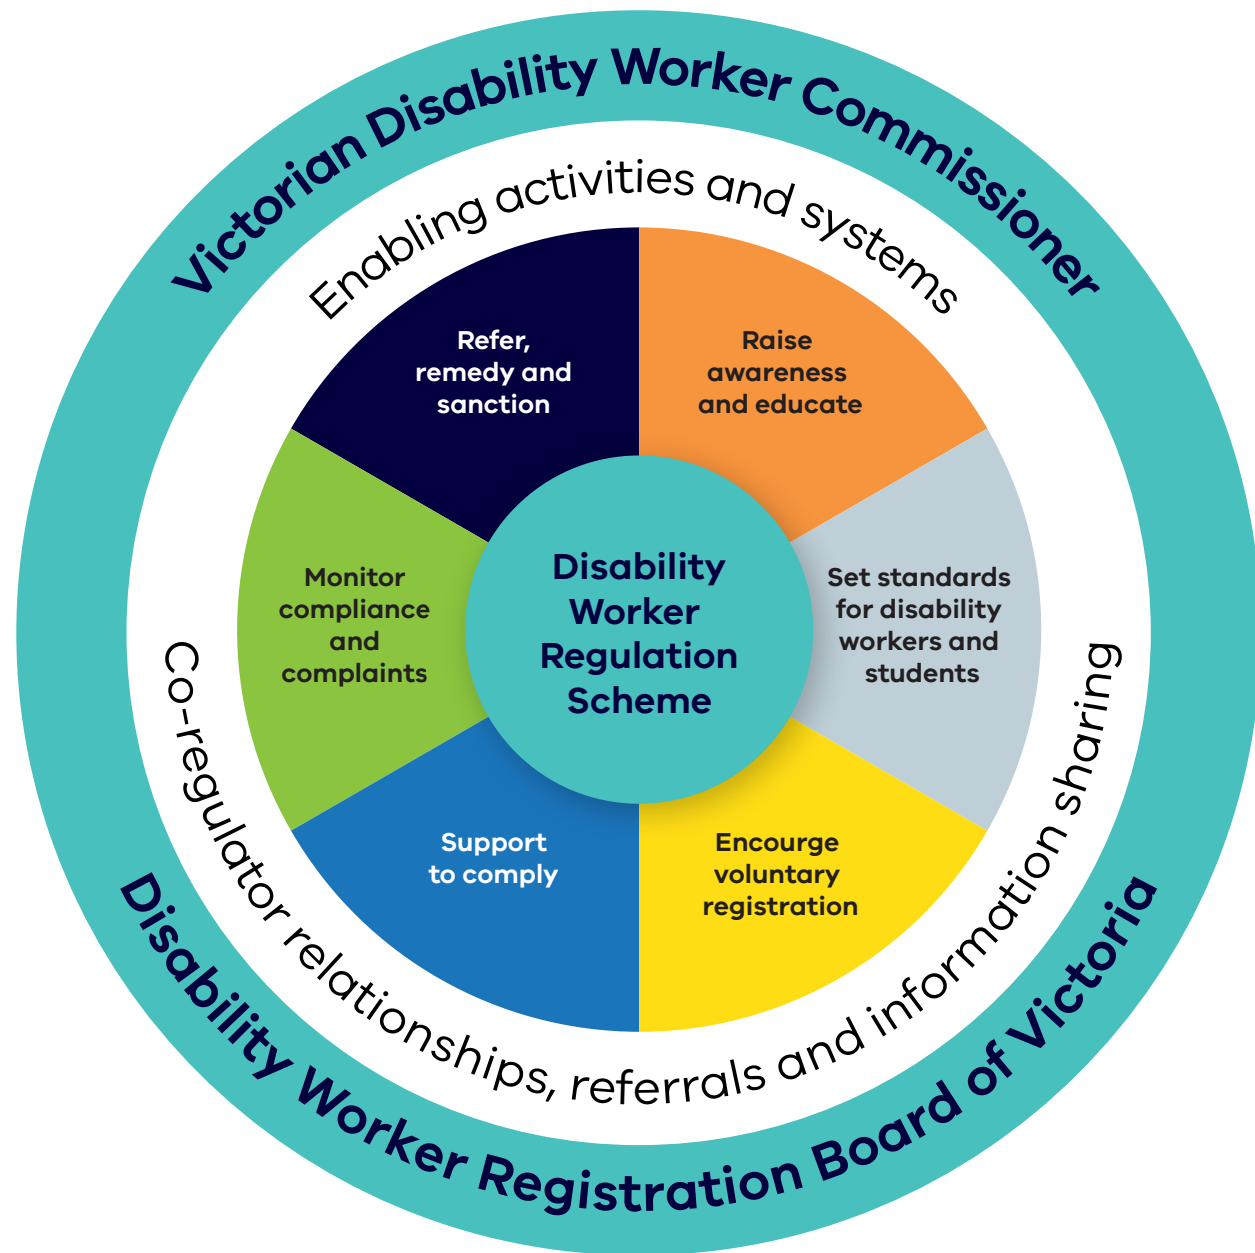 Victorian Disability Worker Commissioner
Enabling activities and systems
Refer,
remedy and
sanction
Raise
awareness
and educate
Monitor
compliance
and
complaints
Disability
Worker
Regulation
Scheme
Set standards
for disability
workers and
students
Support
to comply
Encourge
voluntary
registration
Co-regulator relationships, referrals and information sharing
Disability Worker Registration Board of Victoria